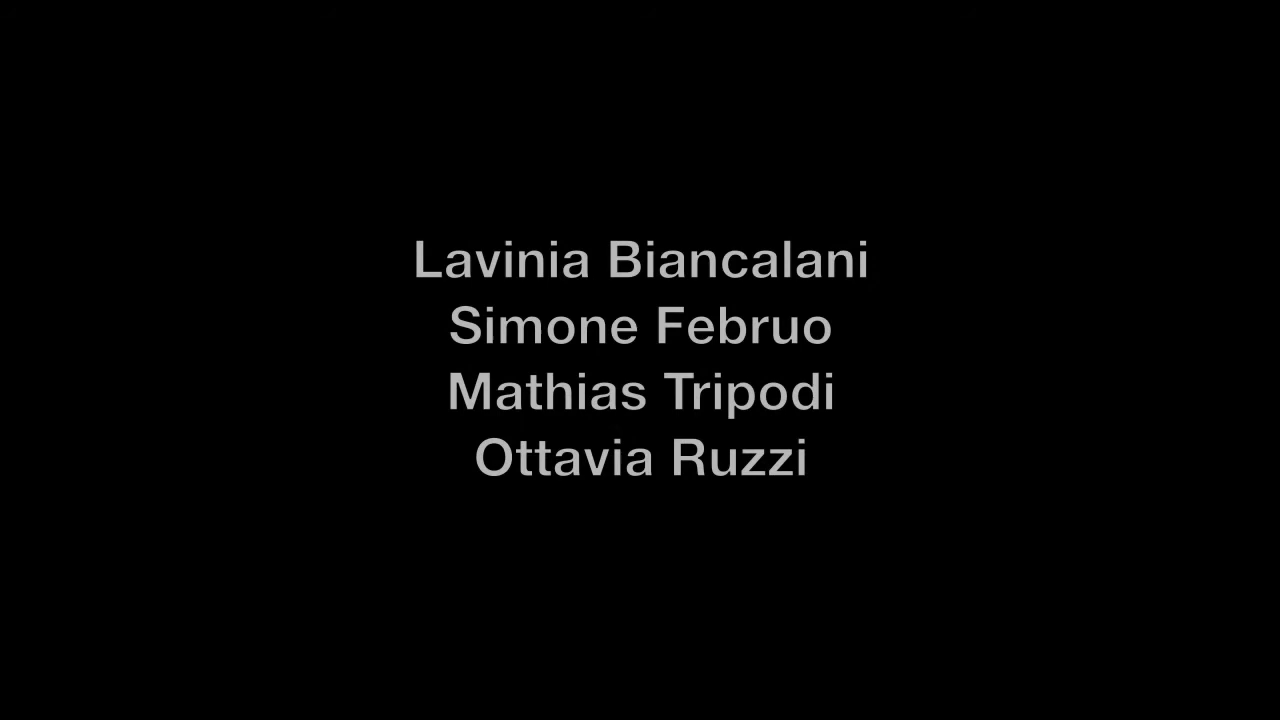 Lavinia Biancalani
Simone Februo
Mathias Tripodi
Ottavia Ruzzi